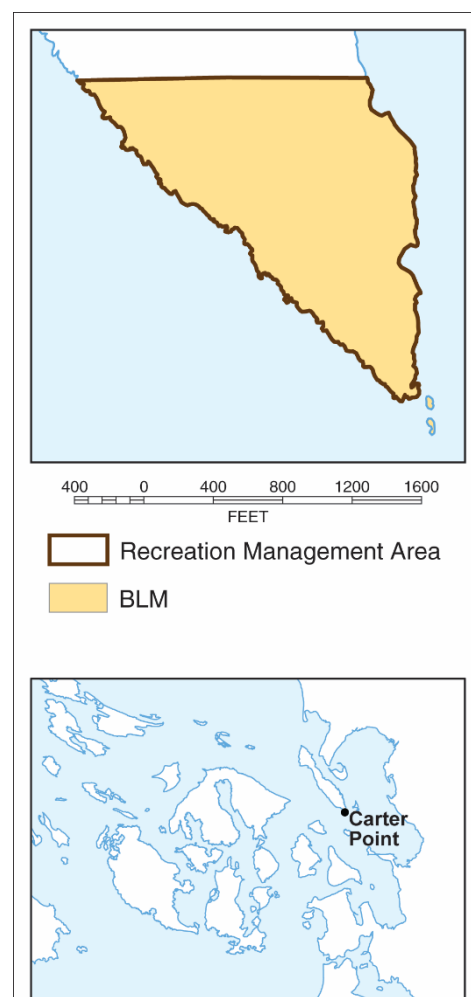 400 0 400 800 1200 1600
FEET
Recreation Management Area
BLM
Carter
Point